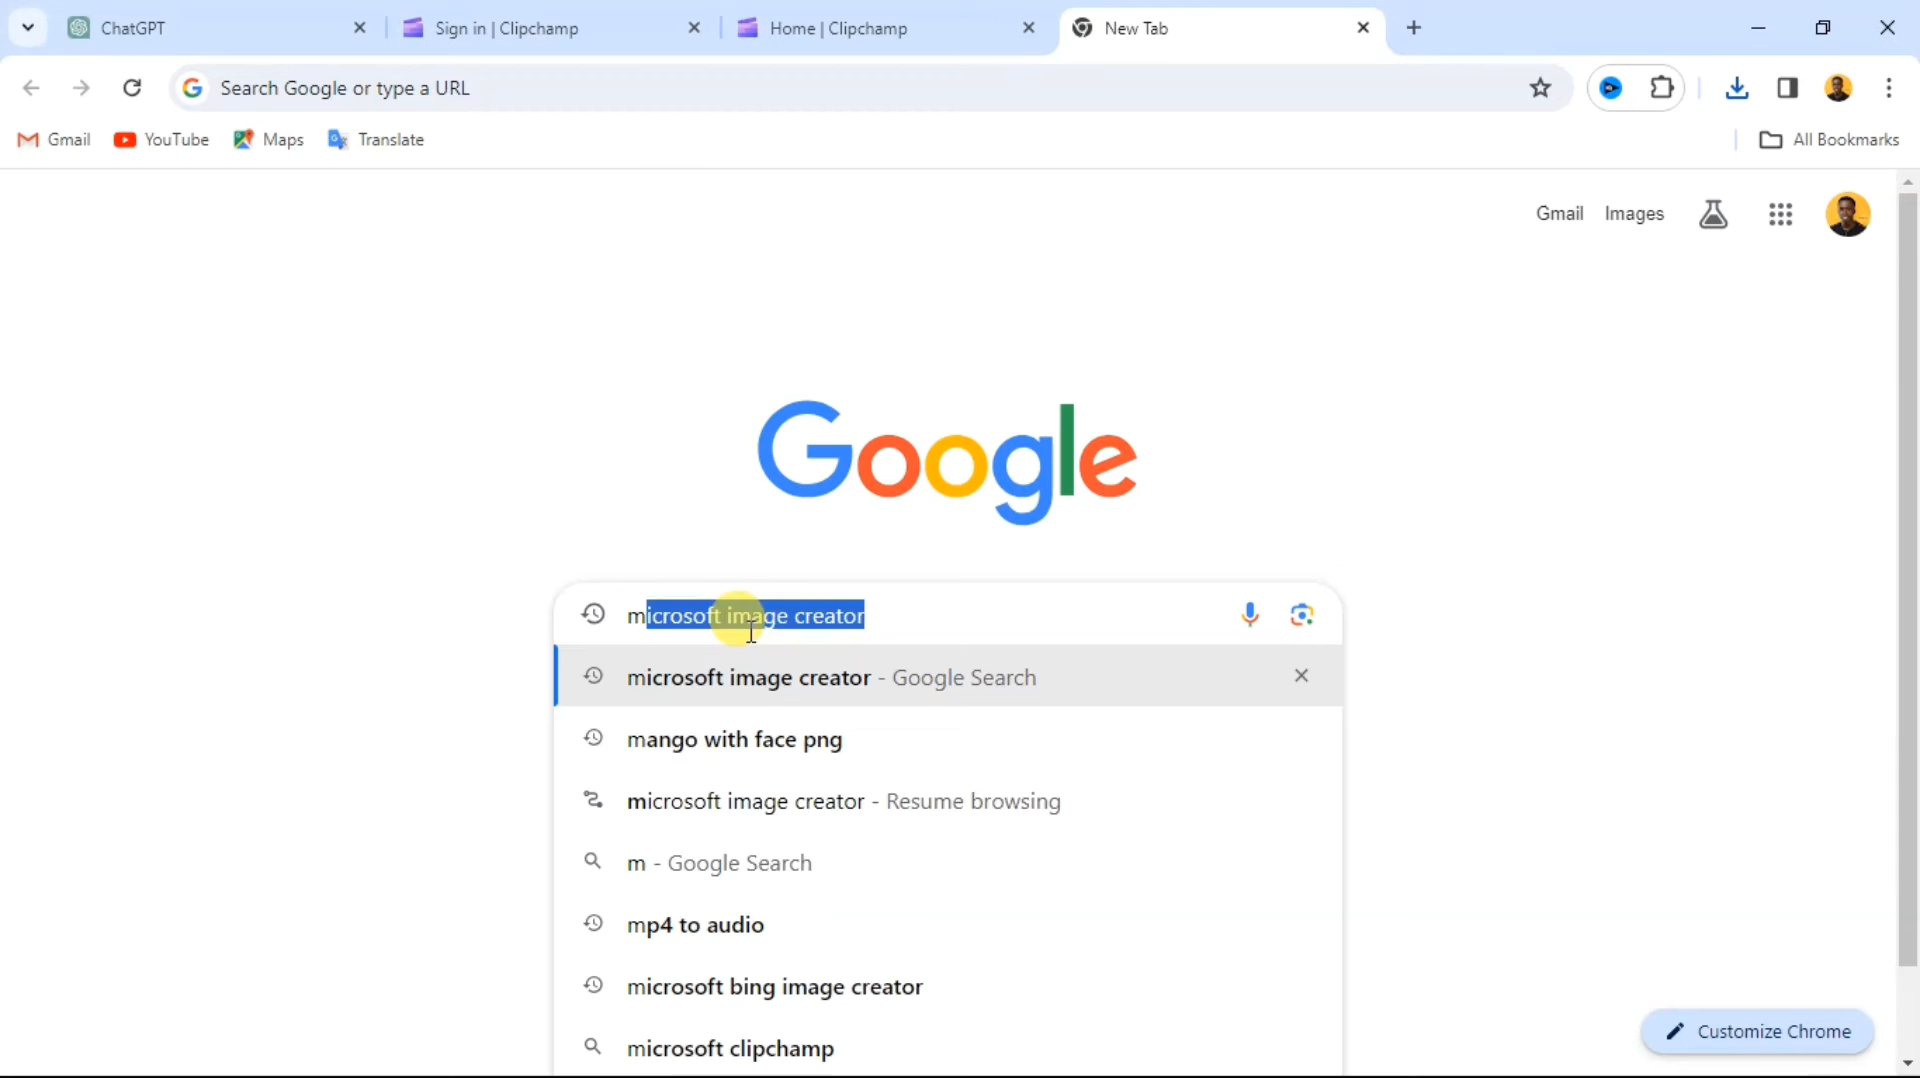 ChatGPT
Sign in | Clipchamp
Home | Clipchamp
New Tab
Search Google or type a URL
Gmail
YouTube
Maps
Translate
All Bookmarks
Gmail
Images
Google
microsoft image creator
microsoft image creator - Google Search
mango with face png
microsoft image creator - Resume browsing
m - Google Search
mp4 to audio
microsoft bing image creator
microsoft clipchamp
Customize Chrome